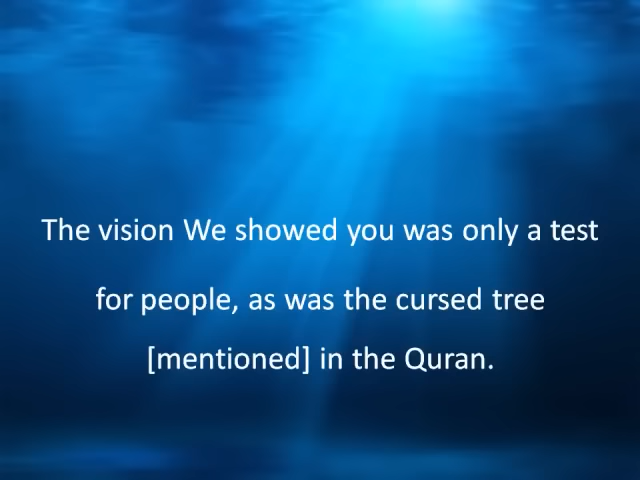 The vision We showed you was only a test
for people, as was the cursed tree
[mentioned] in the Quran.